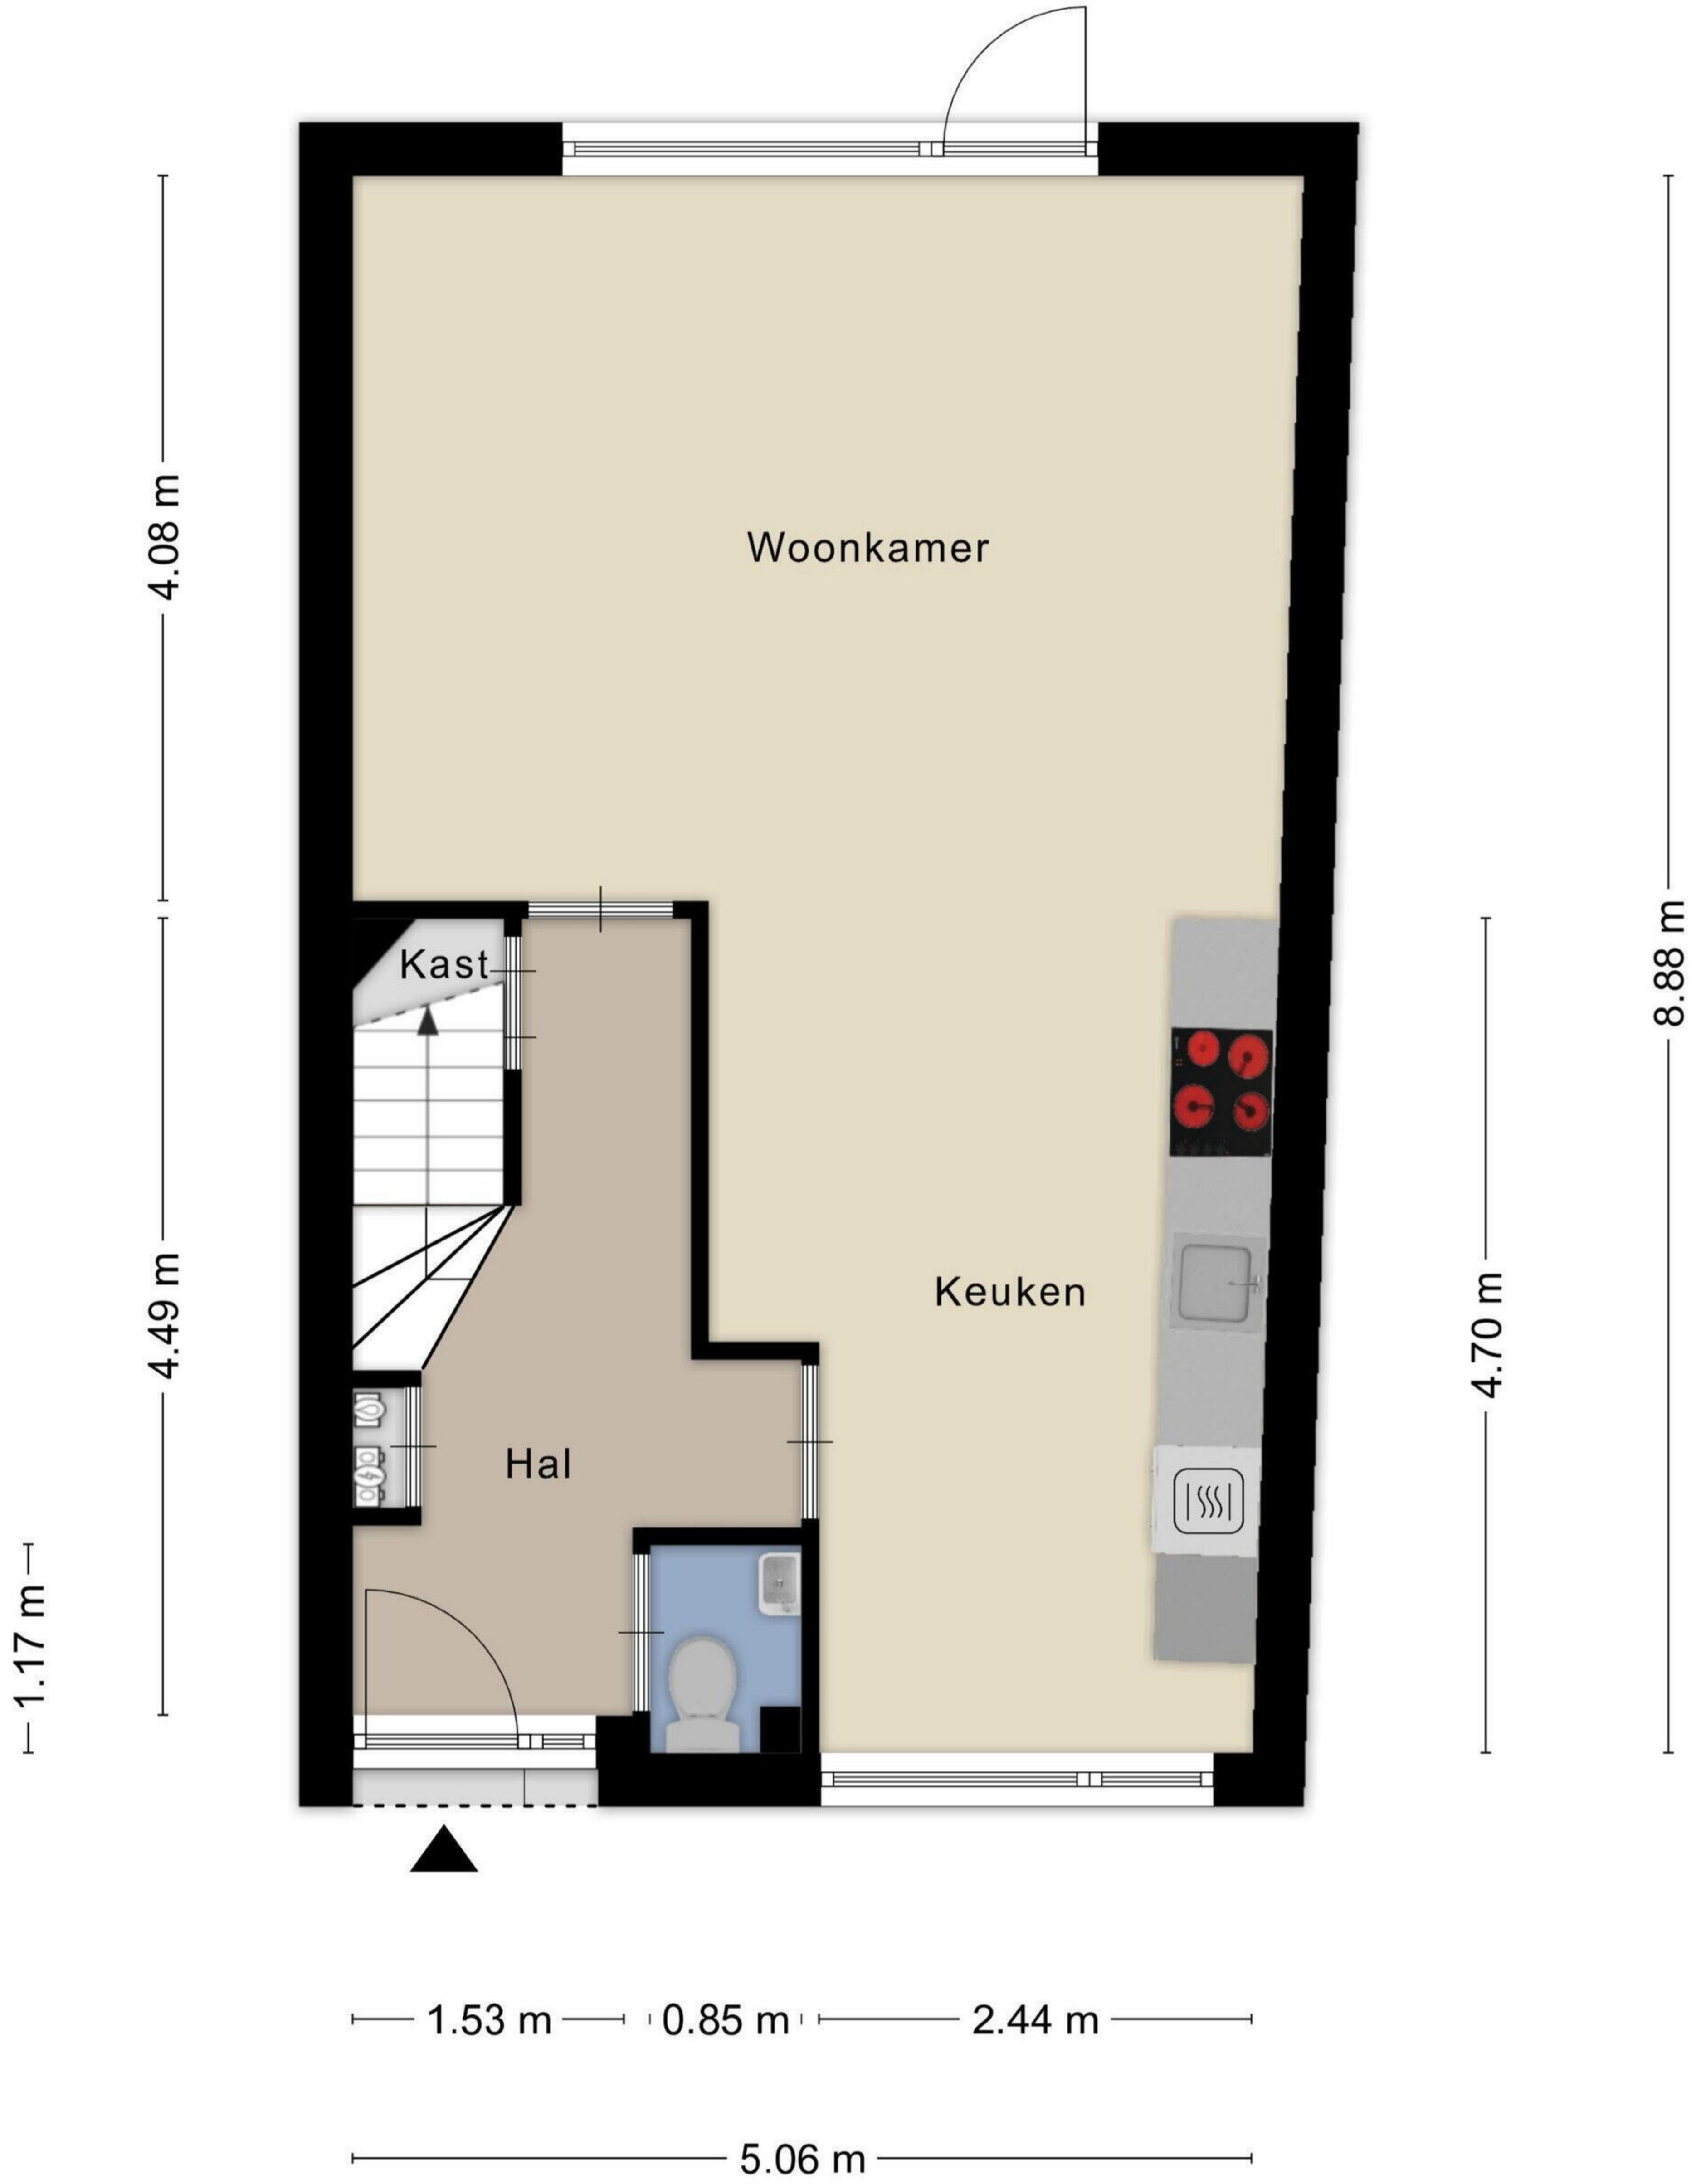 Woonkamer
4.08 m
8.88 m
Kast
Keuken
4.49 m
4.70 m
Hal
1.17 m
1.53 m
0.85 m
2.44 m
5.06 m